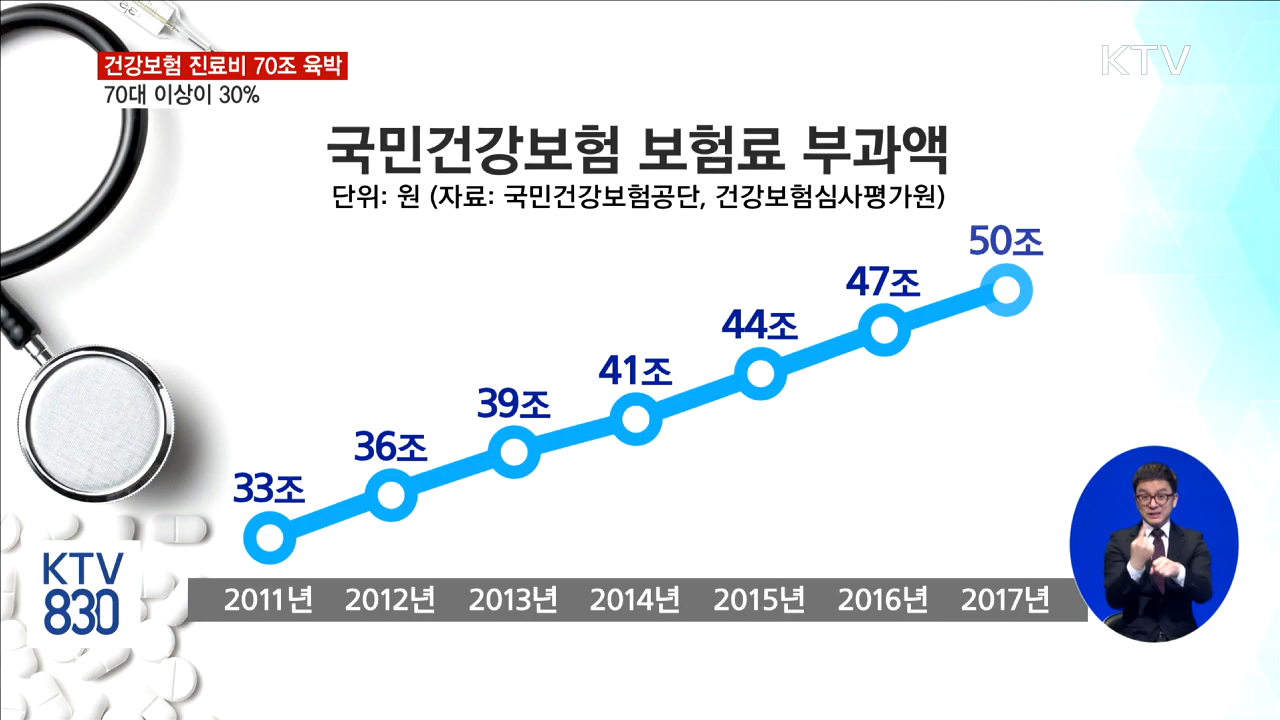 건강보험 진료비 70조 육박
KTV
70대 이상이 30%
국민건강보험 보험료 부과액
단위: 원 (자료: 국민건강보험공단, 건강보험심사평가원)
50조
47조
44조
41조
39조
36조
33조
2011년 2012년 2013년 2014년 2015년 2016년 2017년
KTV
830